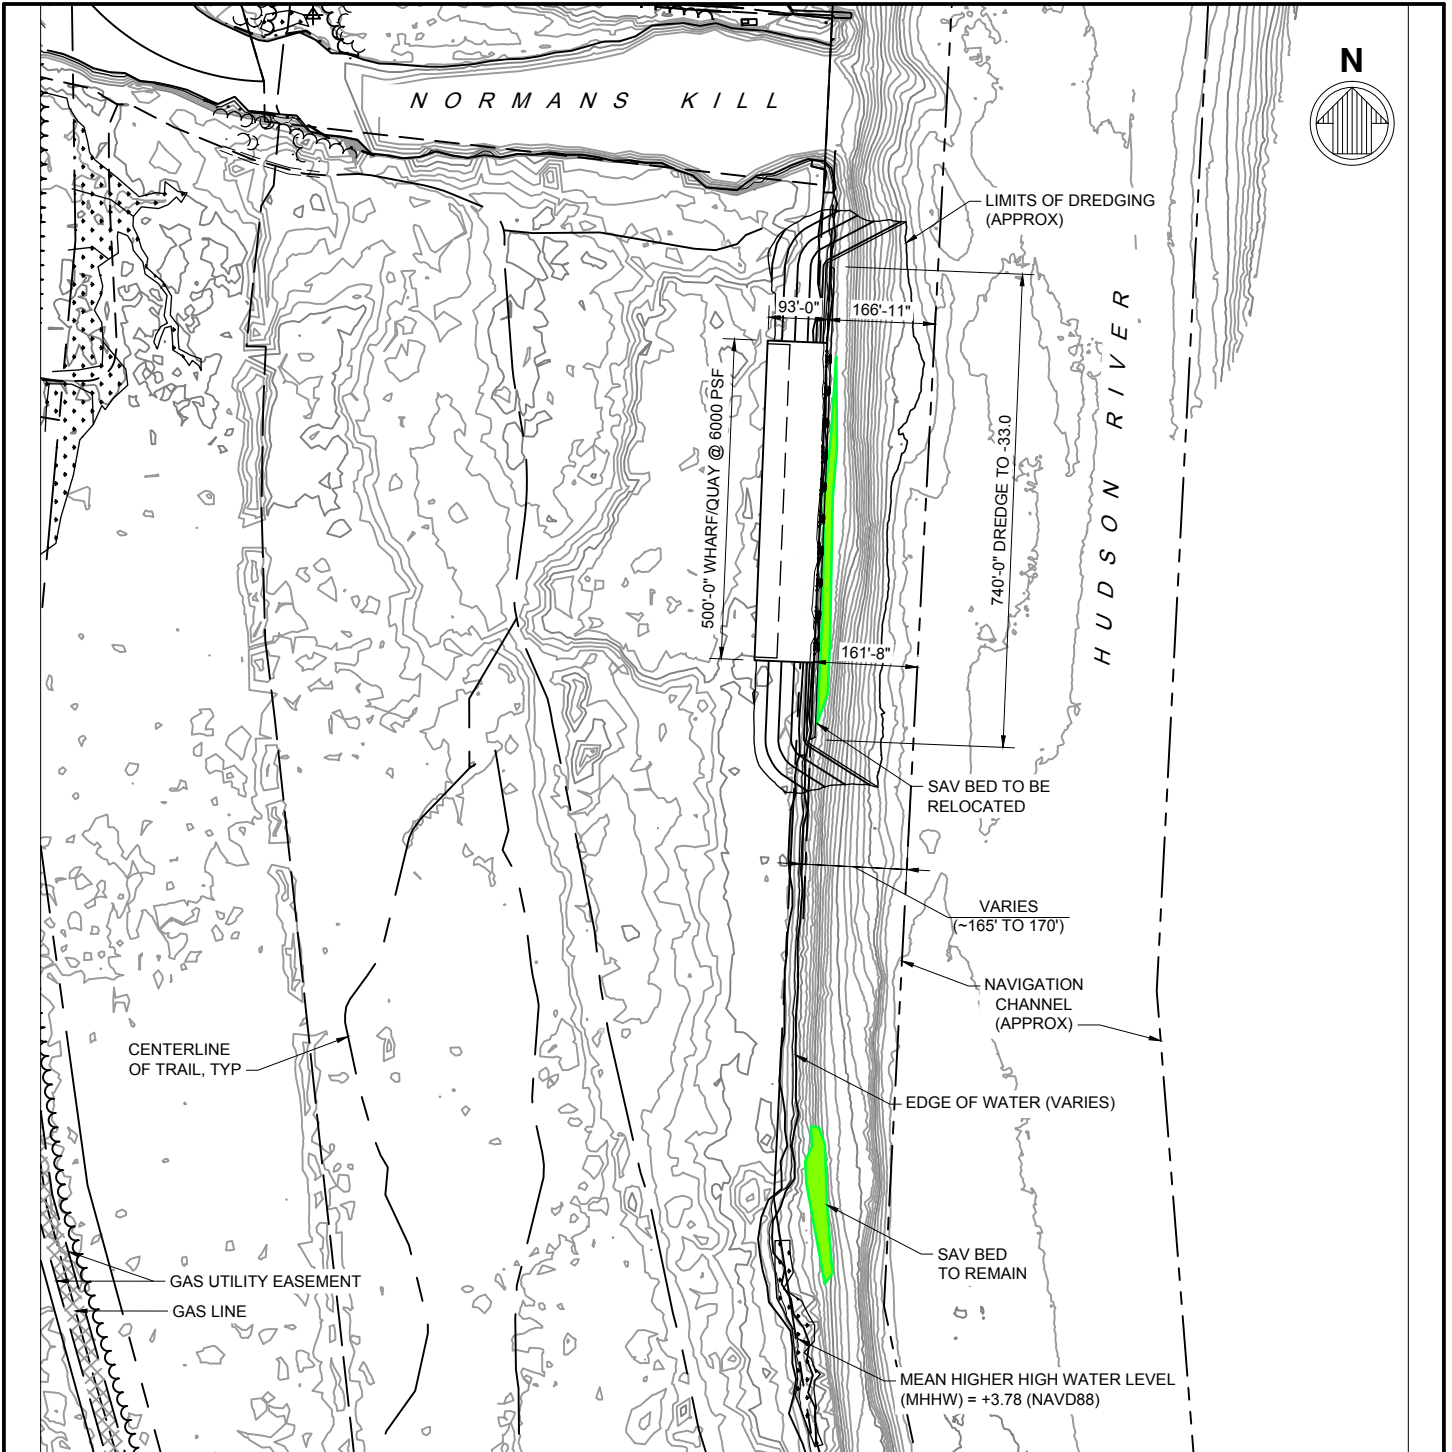 N
NORMANS KILL
LIMITS OF DREDGING
(APPROX)
93'-0"
166'-11"
500'-0" WHARF/QUAY @ 6000 PSF
740'-0" DREDGE TO -33.0
HUDSON RIVER
161'-8"
SAV BED TO BE
RELOCATED
VARIES
(~165' TO 170')
NAVIGATION
CHANNEL
(APPROX)
CENTERLINE
OF TRAIL, TYP
EDGE OF WATER (VARIES)
SAV BED
TO REMAIN
GAS UTILITY EASEMENT
GAS LINE
MEAN HIGHER HIGH WATER LEVEL
(MHHW) = +3.78 (NAVD88)